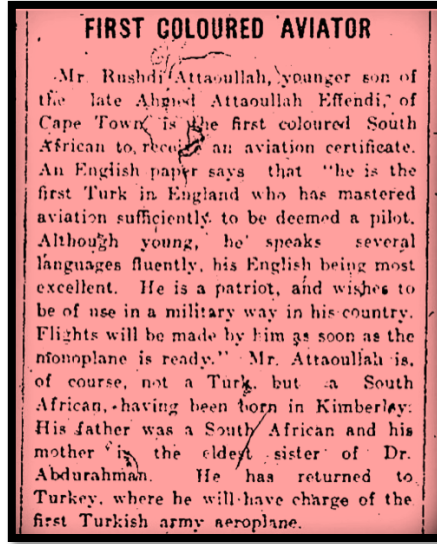 FIRST COLOURED AVIATOR
Mr. Rushdi Attaoullah, younger son of
the late Ahmed Attaoullah Effendi, of
Cape Town, is the first coloured South
African to receive an aviation certificate.
An English paper says that "he is the
first Turk in England who has mastered
aviation sufficiently to be deemed a pilot.
Although young, he speaks several
languages fluently, his English being most
excellent. He is a patriot, and wishes to
be of use in a military way in his country.
Flights will be made by him as soon as the
monoplane is ready." Mr. Attaoullah is,
of course, not a Turk, but a South
African, having been born in Kimberley.
His father was a South African and his
mother is the eldest sister of Dr.
Abdurahman. He has returned to
Turkey, where he will have charge of the
first Turkish army aeroplane.